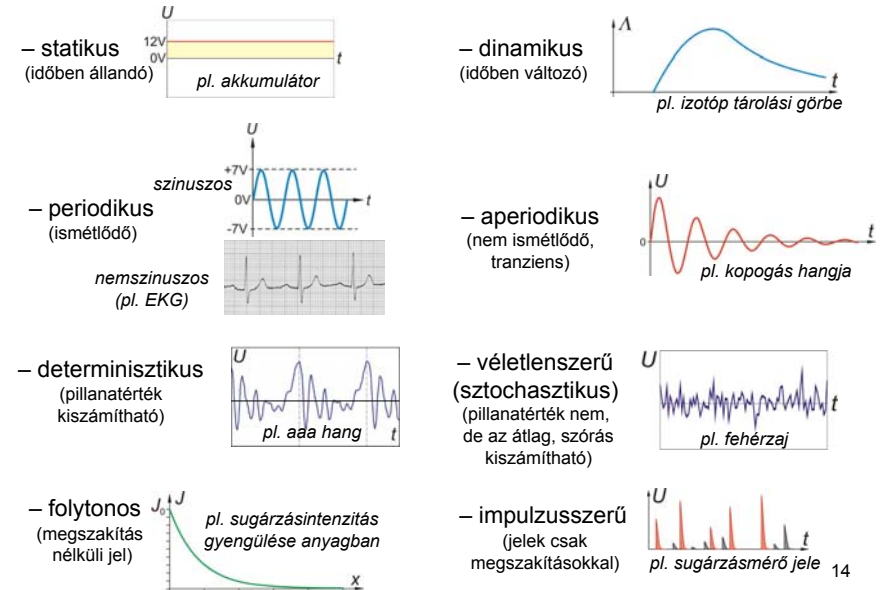 U
12V
0V
t
– statikus
(időben állandó)
pl. akkumulátor
– dinamikus
(időben változó)
Λ
t
pl. izotóp tárolási görbe
– periodikus
(ismétlődő)
szinuszos
U
+7V
0V
-7V
t
nemszinuszos
(pl. EKG)
– aperiodikus
(nem ismétlődő,
tranziens)
U
0
t
pl. kopogás hangja
– determinisztikus
(pillanatérték
kiszámítható)
U
pl. aaa hang
t
– véletlenszerű
(sztochasztikus)
(pillanatérték nem,
de az átlag, szórás
kiszámítható)
U
t
pl. fehérzaj
– folytonos
(megszakítás
nélküli jel)
J₀
J
pl. sugárzásintenzitás
gyengülése anyagban
x
– impulzusszerű
(jelek csak
megszakításokkal)
U
t
pl. sugárzásmérő jele
14